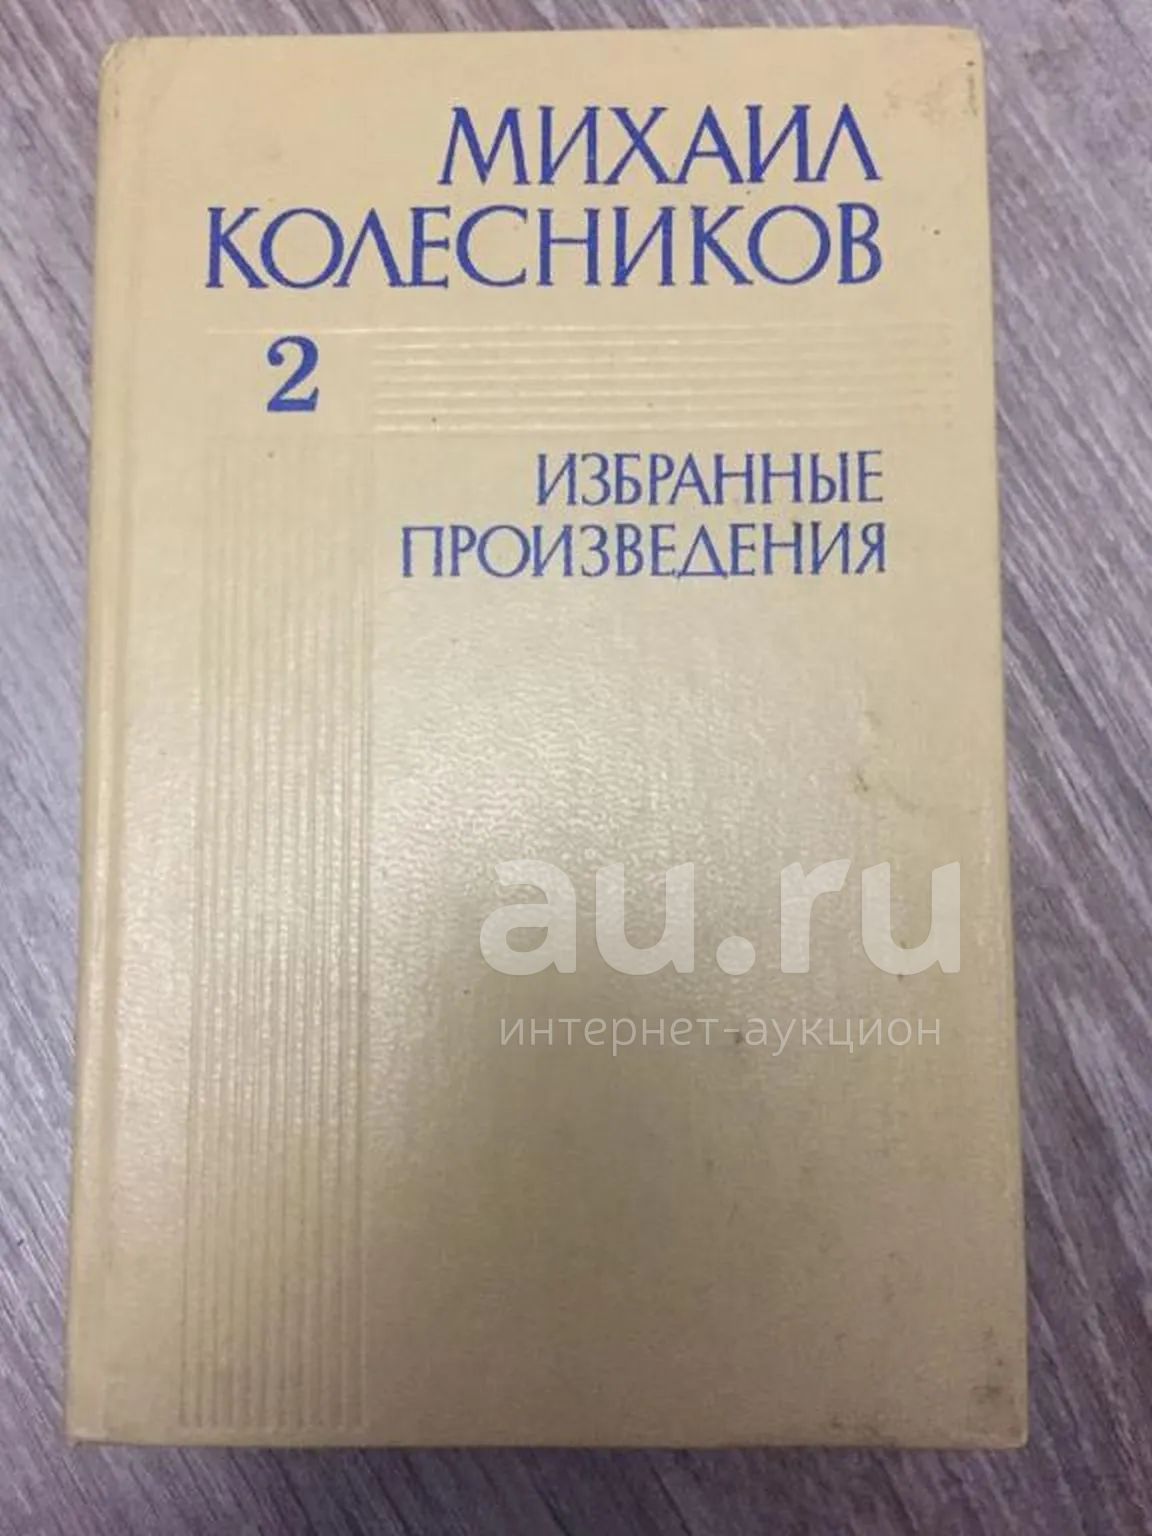 МИХАИЛ
КОЛЕСНИКОВ
2
ИЗБРАННЫЕ
ПРОИЗВЕДЕНИЯ
au.ru
интернет-аукцион